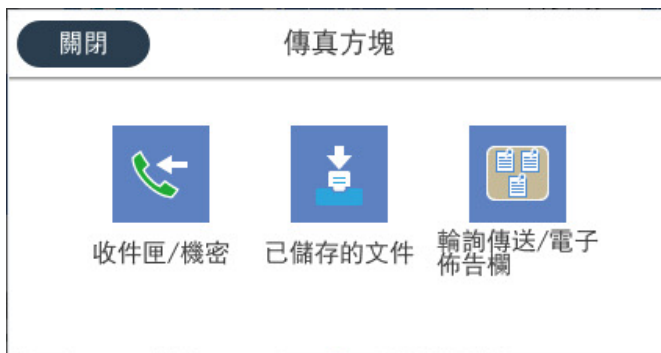 關閉
傳真方塊
收件匣/機密
已儲存的文件
輪詢傳送/電子
佈告欄